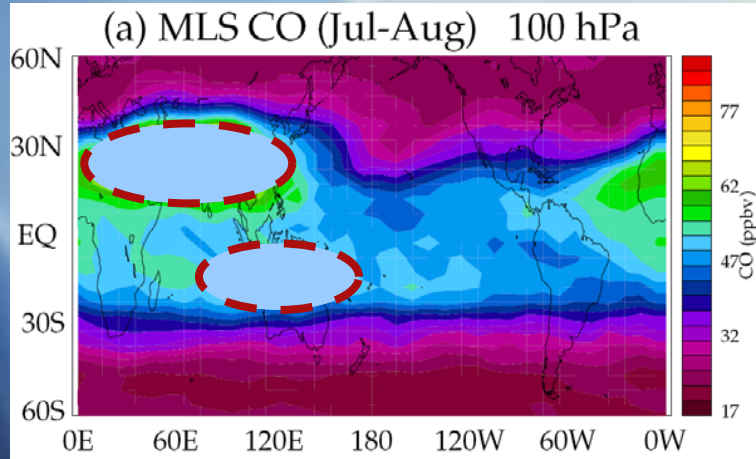 (a) MLS CO (Jul-Aug) 100 hPa
60N
30N
EQ
30S
60S
0E 60E 120E 180 120W 60W 0W
77
62
47
32
17
CO (ppbv)